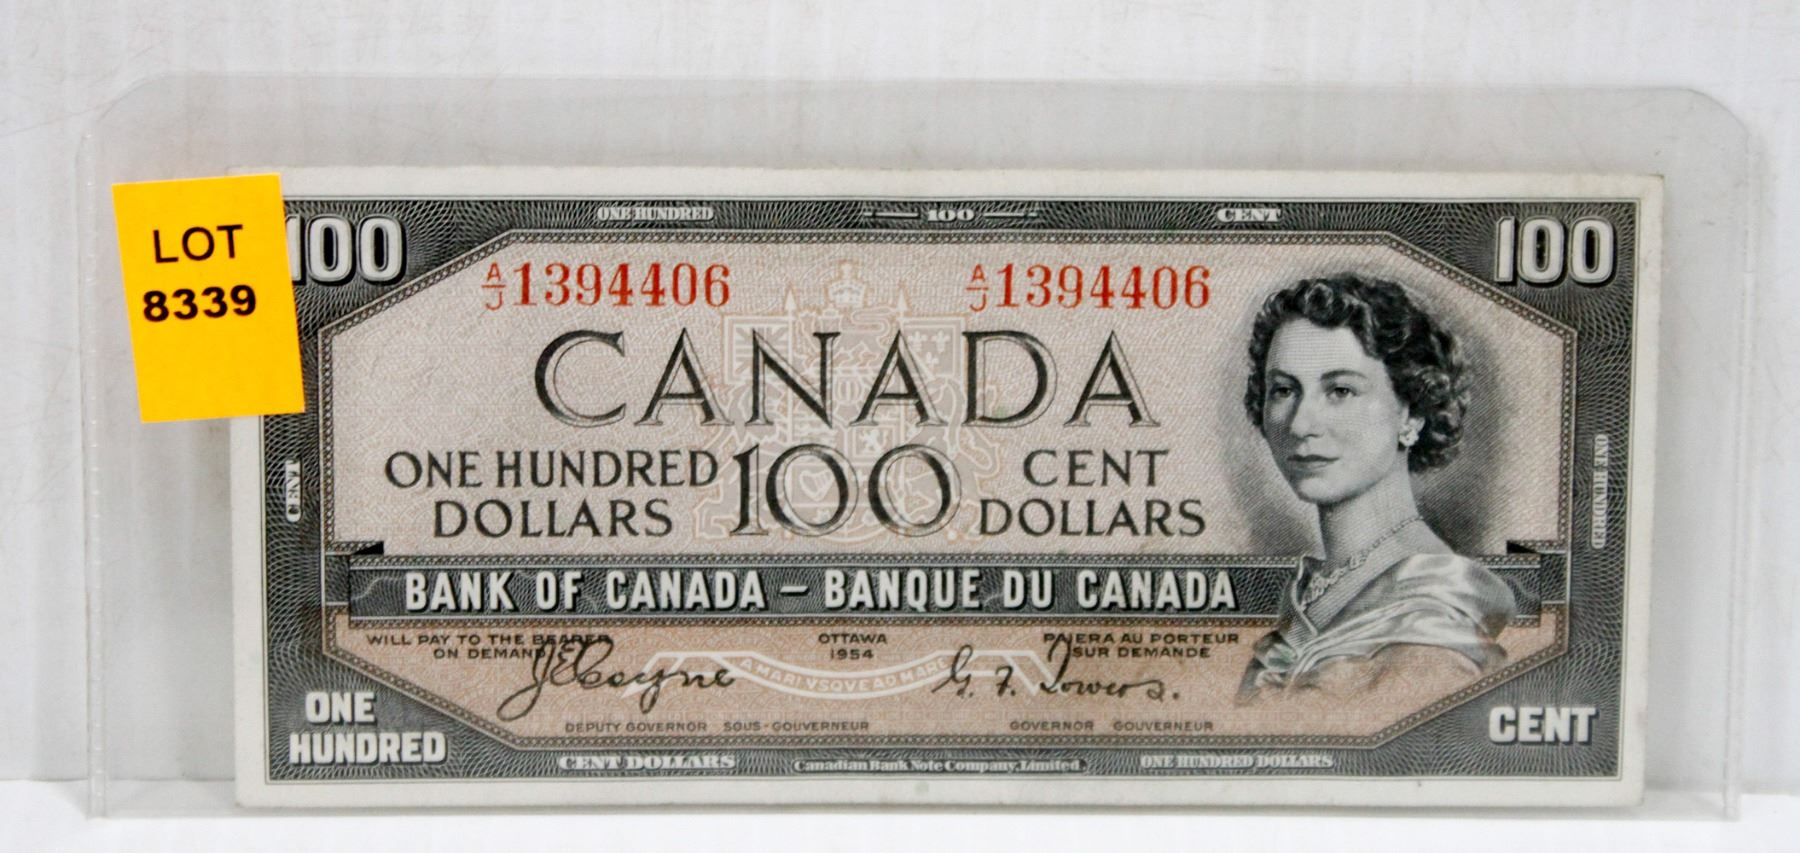 LOT
8339
ONE HUNDRED 100 CENT
100 100
A/J 1394406 A/J 1394406
CANADA
ONE HUNDRED DOLLARS 100 CENT DOLLARS
CENT
ONE HUNDRED
BANK OF CANADA – BANQUE DU CANADA
WILL PAY TO THE BEARER
ON DEMAND
OTTAWA
1954
PAIERA AU PORTEUR
SUR DEMANDE
J E Coyne
A MARI VSQVE AD MARE
G. F. Towers.
DEPUTY GOVERNOR SOUS-GOUVERNEUR
GOVERNOR GOUVERNEUR
ONE
HUNDRED
CENT
CENT DOLLARS Canadian Bank Note Company, Limited. ONE HUNDRED DOLLARS